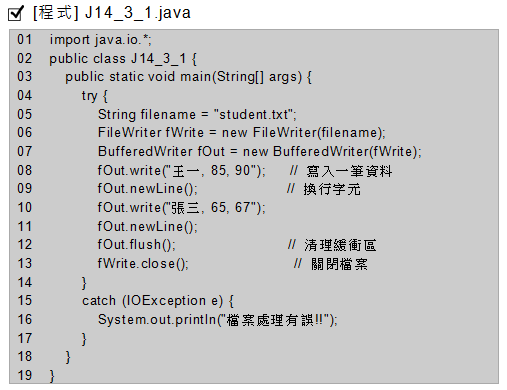 [程式] J14_3_1.java
01 import java.io.*;
02 public class J14_3_1 {
03 public static void main(String[] args) {
04 try {
05 String filename = "student.txt";
06 FileWriter fWrite = new FileWriter(filename);
07 BufferedWriter fOut = new BufferedWriter(fWrite);
08 fOut.write("王一, 85, 90"); // 寫入一筆資料
09 fOut.newLine(); // 換行字元
10 fOut.write("張三, 65, 67");
11 fOut.newLine();
12 fOut.flush(); // 清理緩衝區
13 fWrite.close(); // 關閉檔案
14 }
15 catch (IOException e) {
16 System.out.println("檔案處理有誤!!");
17 }
18 }
19 }